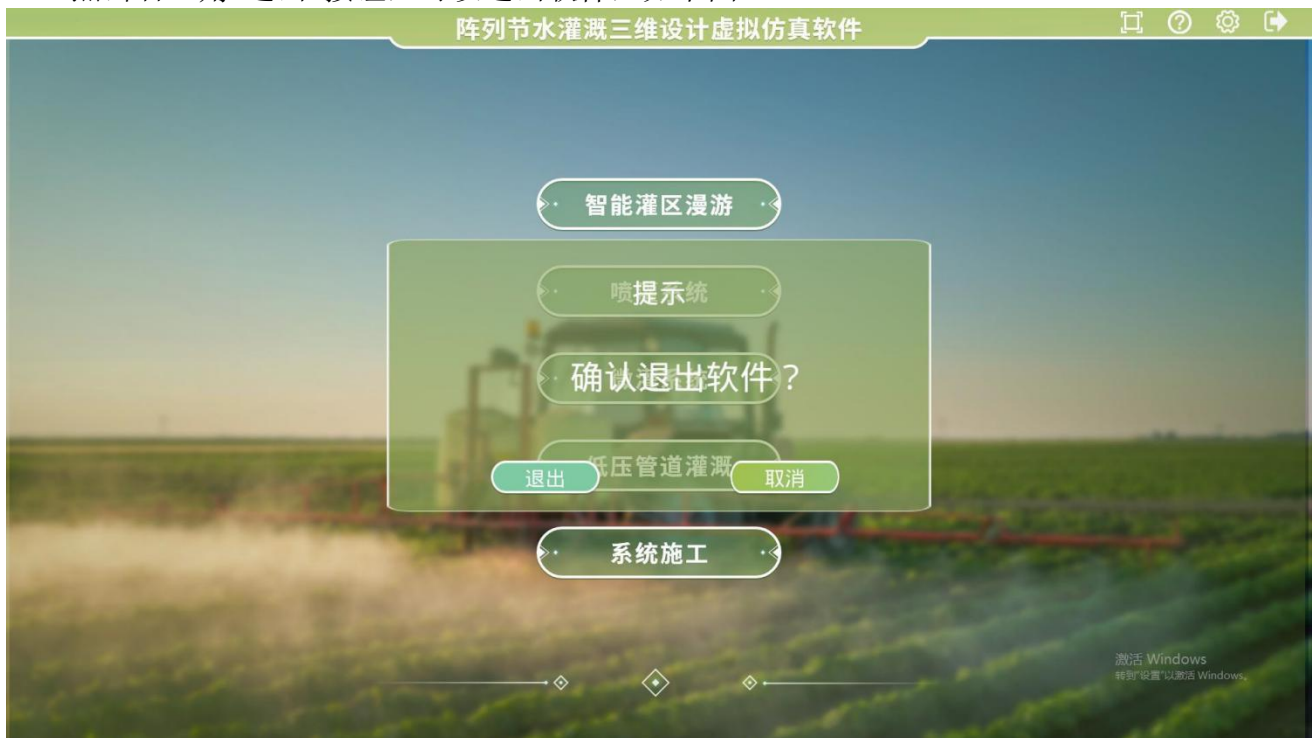 阵列节水灌溉三维设计虚拟仿真软件
智能灌区漫游
提示
确认退出软件？
低压管道灌溉
退出
取消
系统施工
激活 Windows
转到"设置"以激活 Windows。